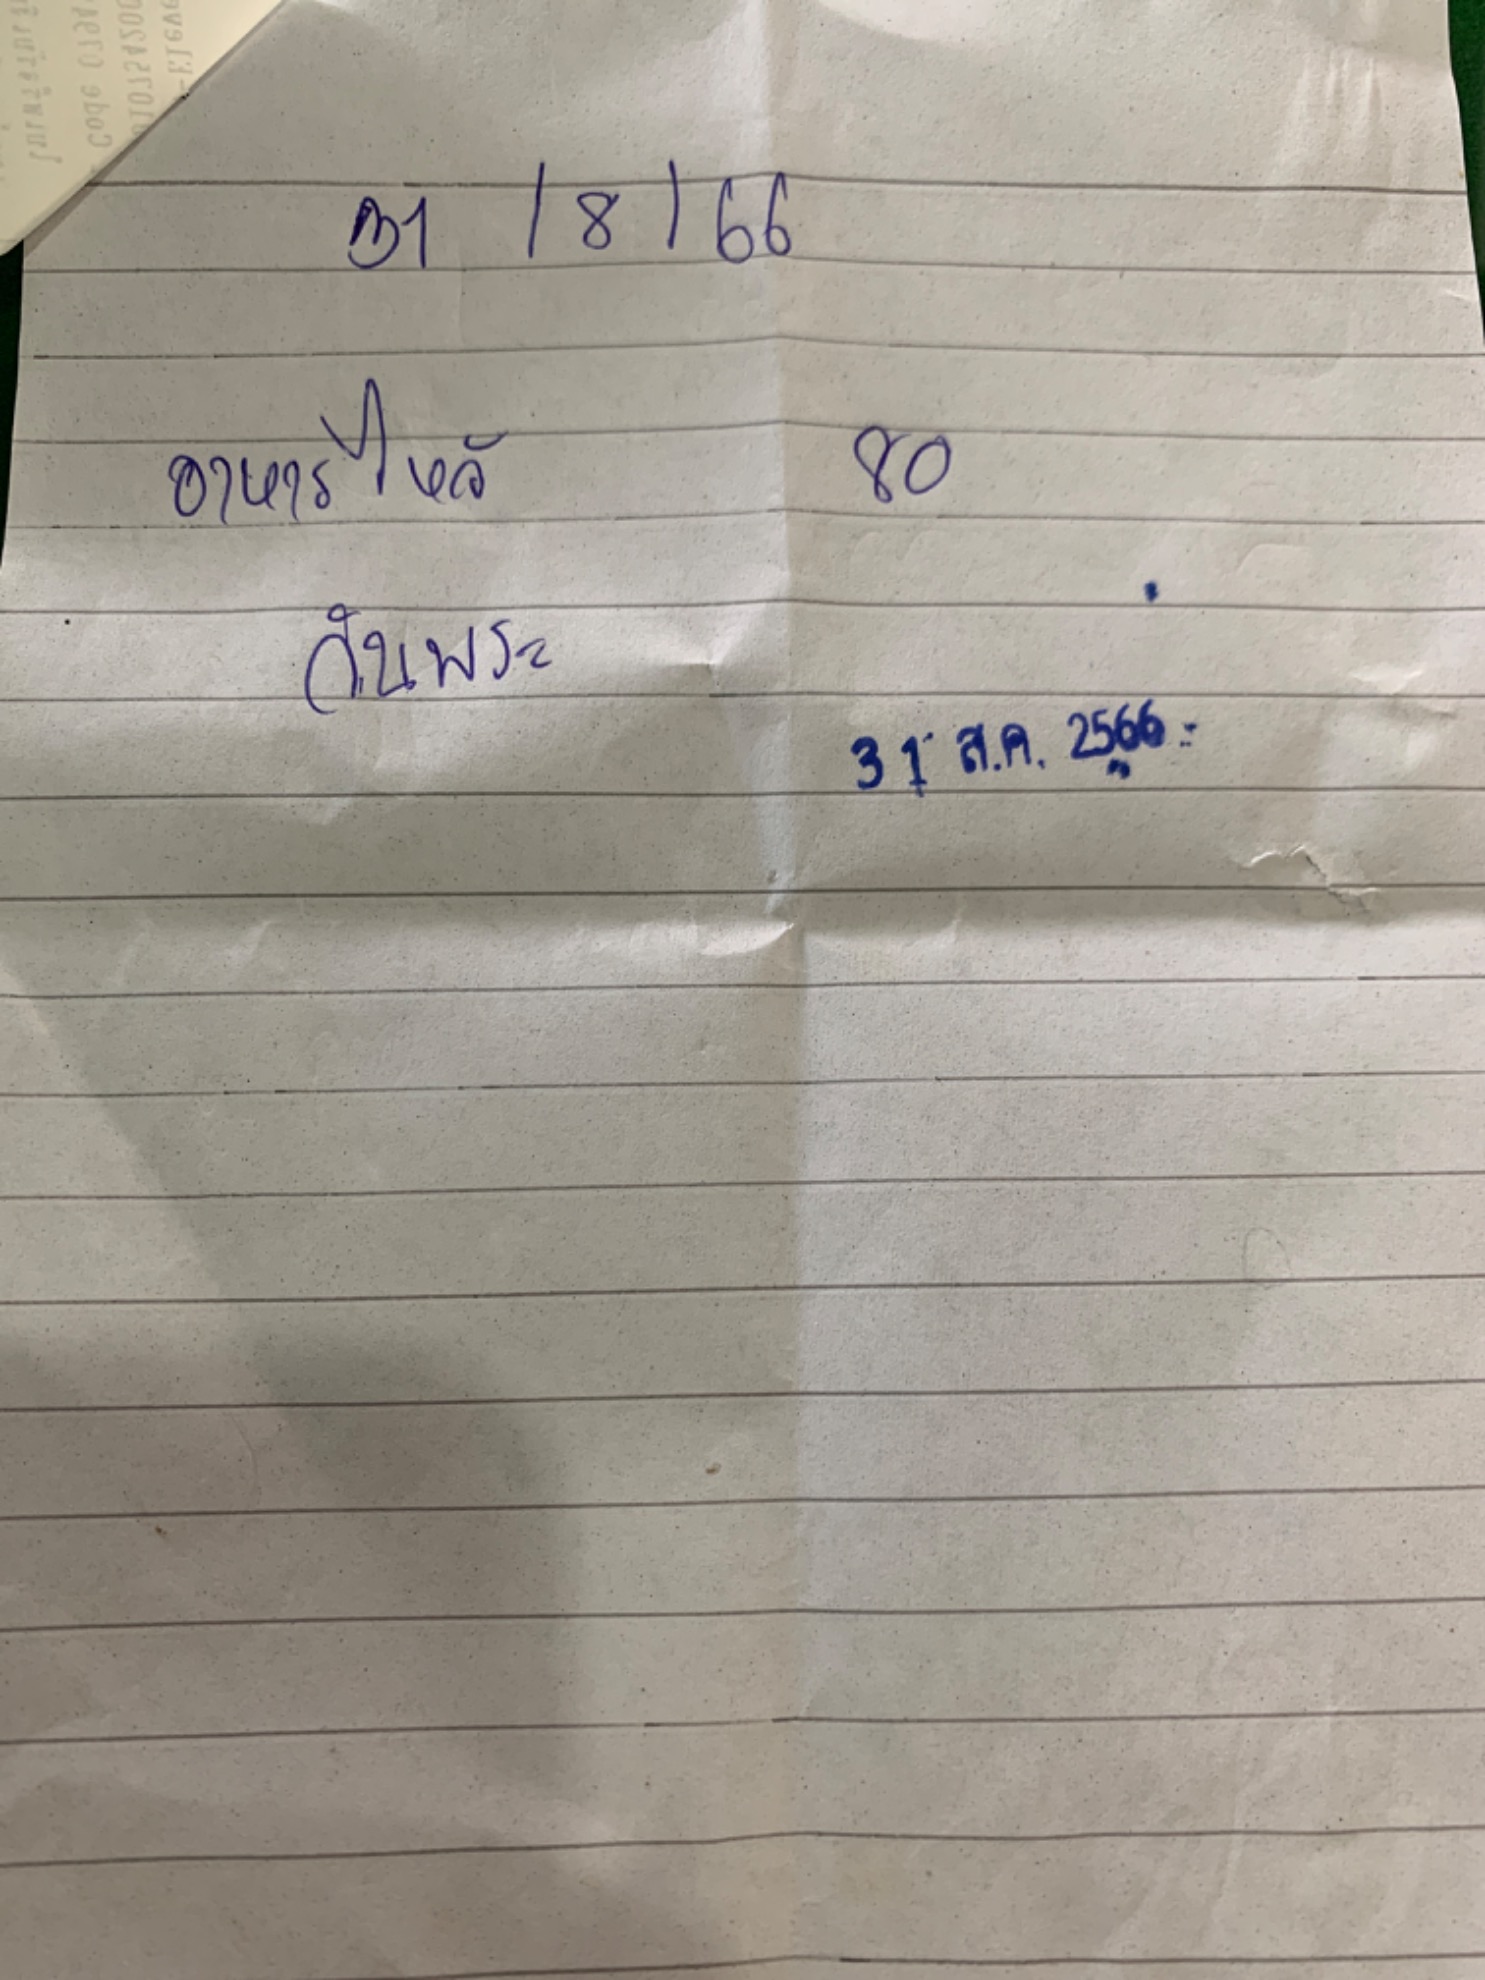 31 / 8 / 66
อาหารไหว้ 80
วันพระ
31 ส.ค. 2566